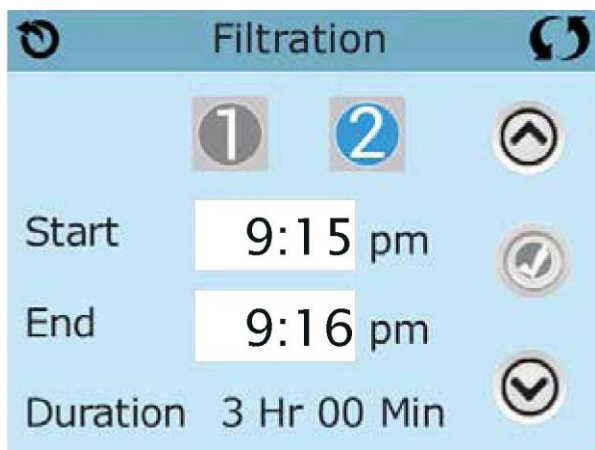 Filtration
1 2
Start 9:15 pm
End 9:16 pm
Duration 3 Hr 00 Min